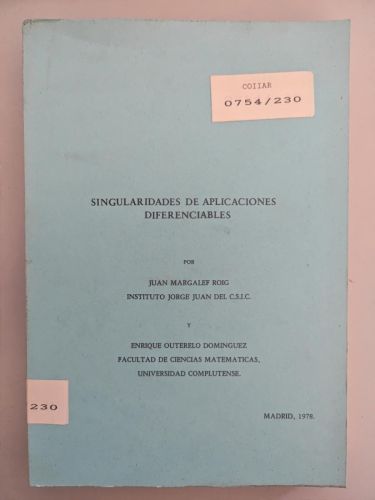 COIIAR
0754/230
SINGULARIDADES DE APLICACIONES
DIFERENCIABLES
POR
JUAN MARGALEF ROIG
INSTITUTO JORGE JUAN DEL C.S.I.C.
Y
ENRIQUE OUTERELO DOMINGUEZ
FACULTAD DE CIENCIAS MATEMATICAS,
UNIVERSIDAD COMPLUTENSE.
230
MADRID, 1978.